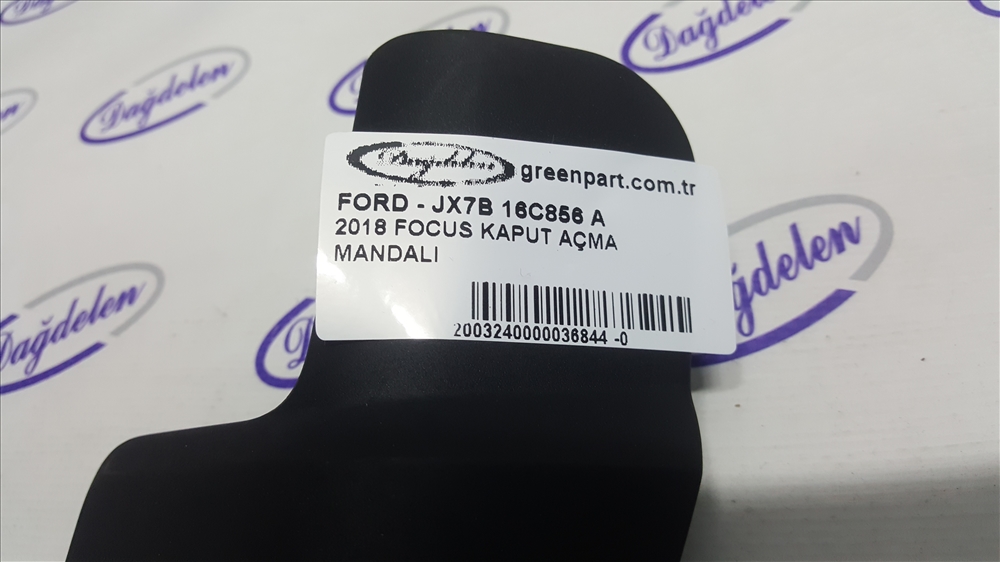 Dağdelen
Dağdelen
Dağdelen
Dağdelen greenpart.com.tr
FORD - JX7B 16C856 A
2018 FOCUS KAPUT AÇMA
MANDALI
2003240000036844 -0
Dağdelen
Dağdelen